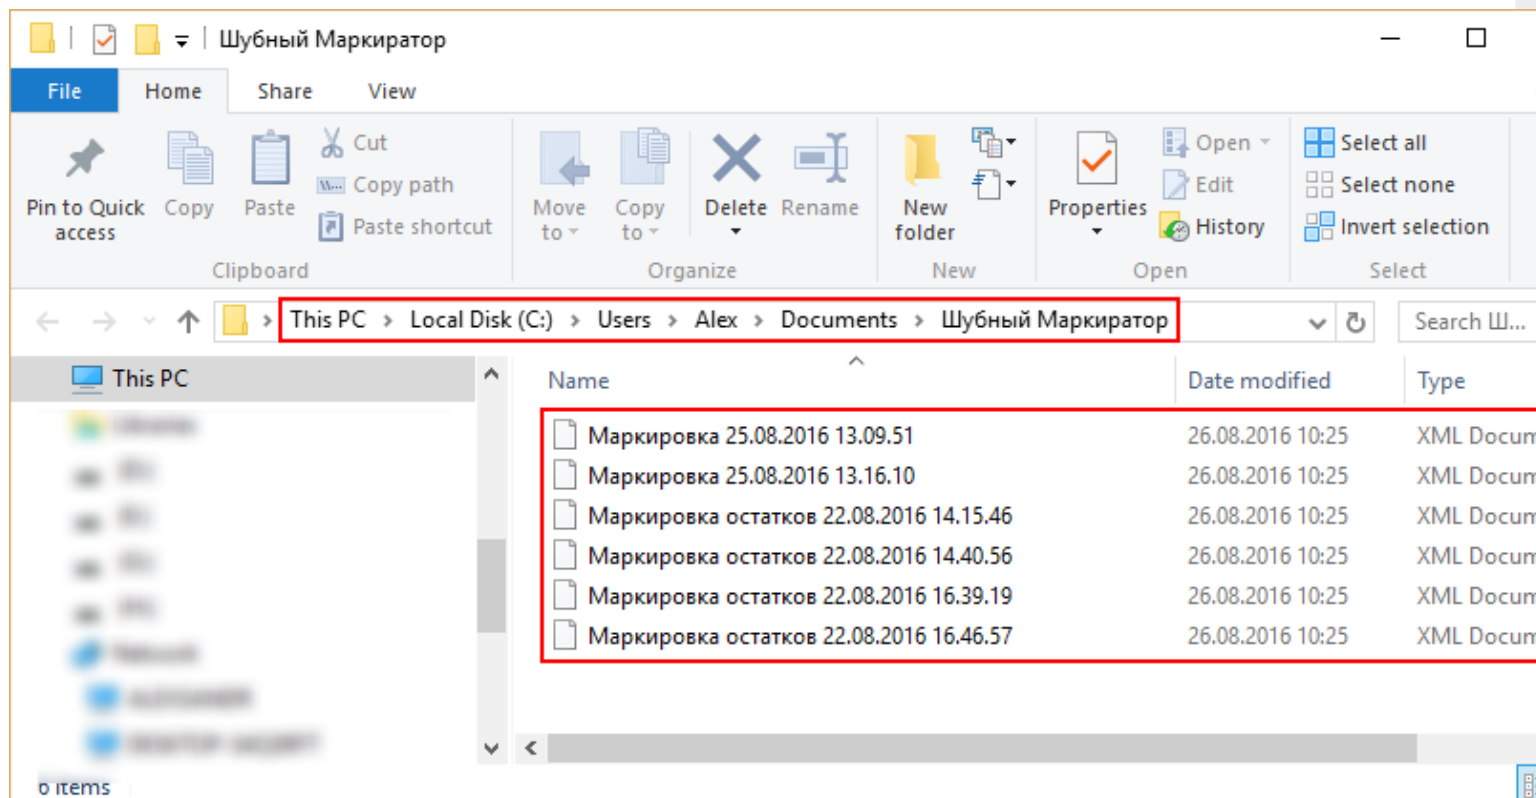 Шубный Маркиратор
File Home Share View
Pin to Quick access
Copy
Paste
Cut
Copy path
Paste shortcut
Clipboard
Move to
Copy to
Delete
Rename
Organize
New folder
New
Properties
Open
Edit
History
Open
Select all
Select none
Invert selection
Select
This PC > Local Disk (C:) > Users > Alex > Documents > Шубный Маркиратор
Search Ш...
This PC
Name Date modified Type
Маркировка 25.08.2016 13.09.51 26.08.2016 10:25 XML Docum
Маркировка 25.08.2016 13.16.10 26.08.2016 10:25 XML Docum
Маркировка остатков 22.08.2016 14.15.46 26.08.2016 10:25 XML Docum
Маркировка остатков 22.08.2016 14.40.56 26.08.2016 10:25 XML Docum
Маркировка остатков 22.08.2016 16.39.19 26.08.2016 10:25 XML Docum
Маркировка остатков 22.08.2016 16.46.57 26.08.2016 10:25 XML Docum
6 items